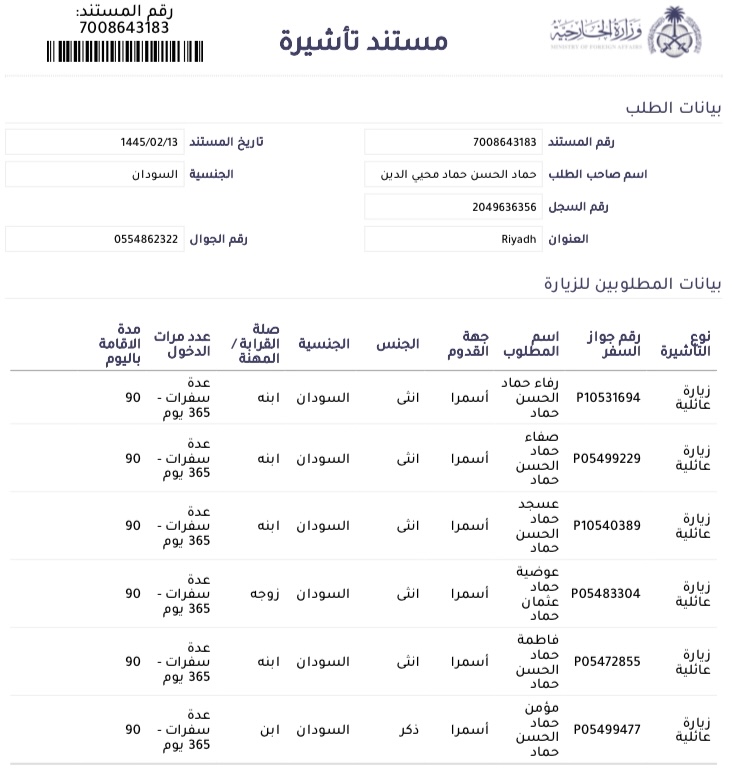 رقم المستند:
7008643183
مستند تأشيرة
وزارة الخارجية
MINISTRY OF FOREIGN AFFAIRS
بيانات الطلب
رقم المستند 7008643183 تاريخ المستند 1445/02/13
اسم صاحب الطلب حماد الحسن حماد محيي الدين الجنسية السودان
رقم السجل 2049636356
العنوان Riyadh رقم الجوال 0554862322
بيانات المطلوبين للزيارة
نوع التأشيرة رقم جواز السفر اسم المطلوب جهة القدوم الجنس الجنسية صلة القرابة / المهنة عدد مرات الدخول مدة الاقامة باليوم
زيارة عائلية P10531694 رفاء حماد الحسن حماد أسمرا انثى السودان ابنه عدة سفرات - 365 يوم 90
زيارة عائلية P05499229 صفاء حماد الحسن حماد أسمرا انثى السودان ابنه عدة سفرات - 365 يوم 90
زيارة عائلية P10540389 عسجد حماد الحسن حماد أسمرا انثى السودان ابنه عدة سفرات - 365 يوم 90
زيارة عائلية P05483304 عوضية حماد عثمان حماد أسمرا انثى السودان زوجه عدة سفرات - 365 يوم 90
زيارة عائلية P05472855 فاطمة حماد الحسن حماد أسمرا انثى السودان ابنه عدة سفرات - 365 يوم 90
زيارة عائلية P05499477 مؤمن حماد الحسن حماد أسمرا ذكر السودان ابن عدة سفرات - 365 يوم 90